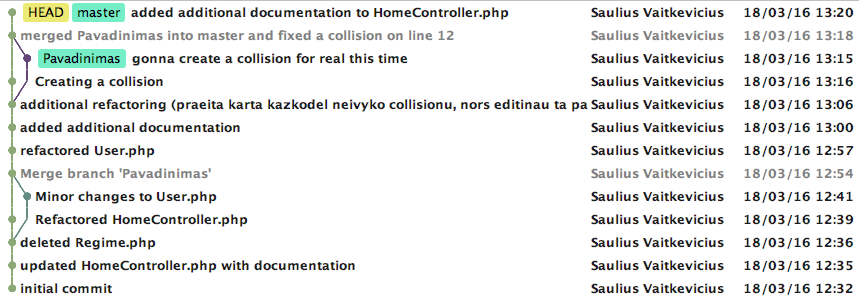 HEAD master added additional documentation to HomeController.php Saulius Vaitkevicius 18/03/16 13:20
merged Pavadinimas into master and fixed a collision on line 12 Saulius Vaitkevicius 18/03/16 13:18
Pavadinimas gonna create a collision for real this time Saulius Vaitkevicius 18/03/16 13:15
Creating a collision Saulius Vaitkevicius 18/03/16 13:16
additional refactoring (praeita karta kazkodel neivyko collisionu, nors editinau ta pa Saulius Vaitkevicius 18/03/16 13:06
added additional documentation Saulius Vaitkevicius 18/03/16 13:00
refactored User.php Saulius Vaitkevicius 18/03/16 12:57
Merge branch 'Pavadinimas' Saulius Vaitkevicius 18/03/16 12:54
Minor changes to User.php Saulius Vaitkevicius 18/03/16 12:41
Refactored HomeController.php Saulius Vaitkevicius 18/03/16 12:39
deleted Regime.php Saulius Vaitkevicius 18/03/16 12:36
updated HomeController.php with documentation Saulius Vaitkevicius 18/03/16 12:35
initial commit Saulius Vaitkevicius 18/03/16 12:32